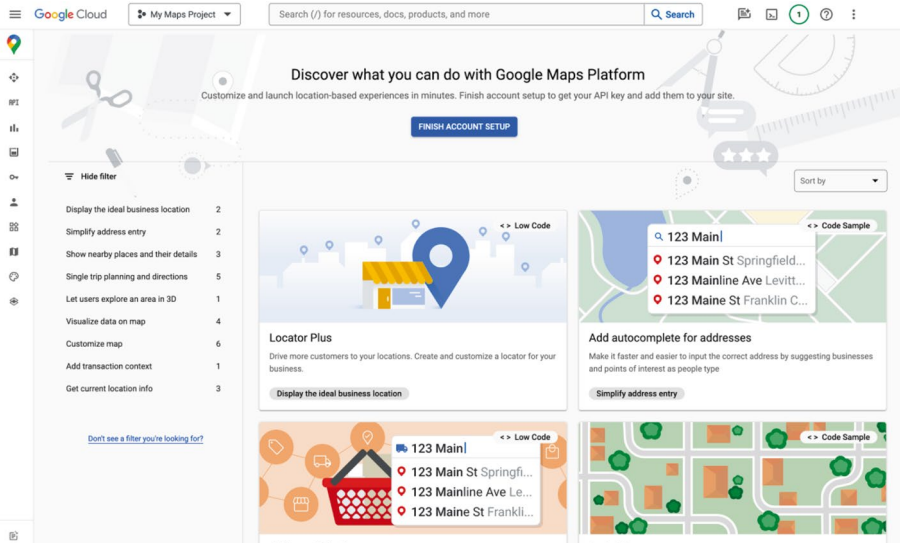 Google Cloud
My Maps Project
Search (/) for resources, docs, products, and more
Search
1
Discover what you can do with Google Maps Platform
Customize and launch location-based experiences in minutes. Finish account setup to get your API key and add them to your site.
FINISH ACCOUNT SETUP
API
Hide filter
Sort by
Display the ideal business location 2
Simplify address entry 2
Show nearby places and their details 3
Single trip planning and directions 5
Let users explore an area in 3D 1
Visualize data on map 4
Customize map 6
Add transaction context 1
Get current location info 3
Don't see a filter you're looking for?
<> Low Code
Locator Plus
Drive more customers to your locations. Create and customize a locator for your
business.
Display the ideal business location
<> Code Sample
123 Main
123 Main St Springfield...
123 Mainline Ave Levitt...
123 Maine St Franklin C...
Add autocomplete for addresses
Make it faster and easier to input the correct address by suggesting businesses
and points of interest as people type
Simplify address entry
<> Low Code
123 Main
123 Main St Springfi...
123 Mainline Ave Le...
123 Maine St Frankli...
<> Code Sample